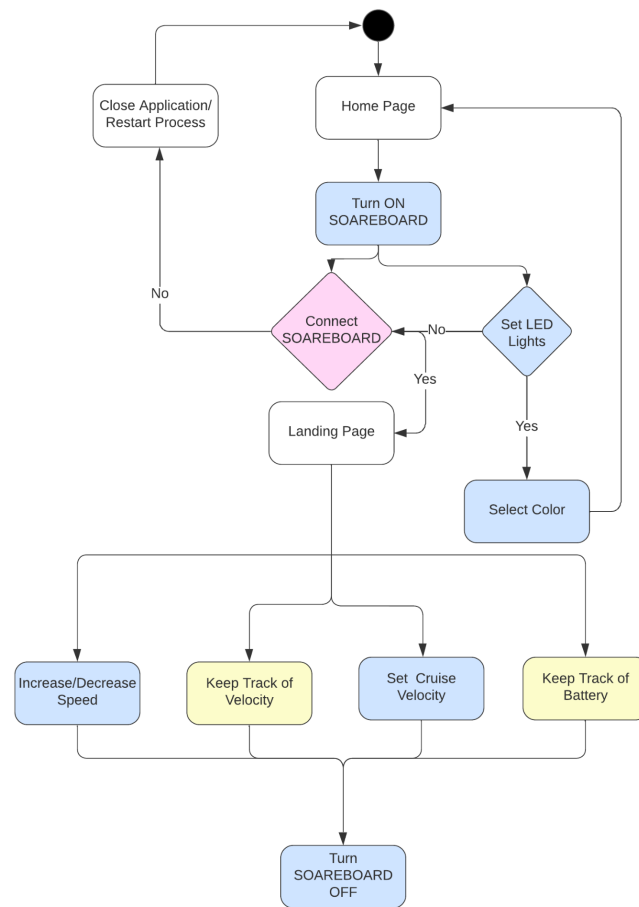 Close Application/
Restart Process
Home Page
Turn ON
SOAREBOARD
No
Connect
SOAREBOARD
No
Set LED
Lights
Yes
Landing Page
Yes
Select Color
Increase/Decrease
Speed
Keep Track of
Velocity
Set Cruise
Velocity
Keep Track of
Battery
Turn
SOAREBOARD
OFF